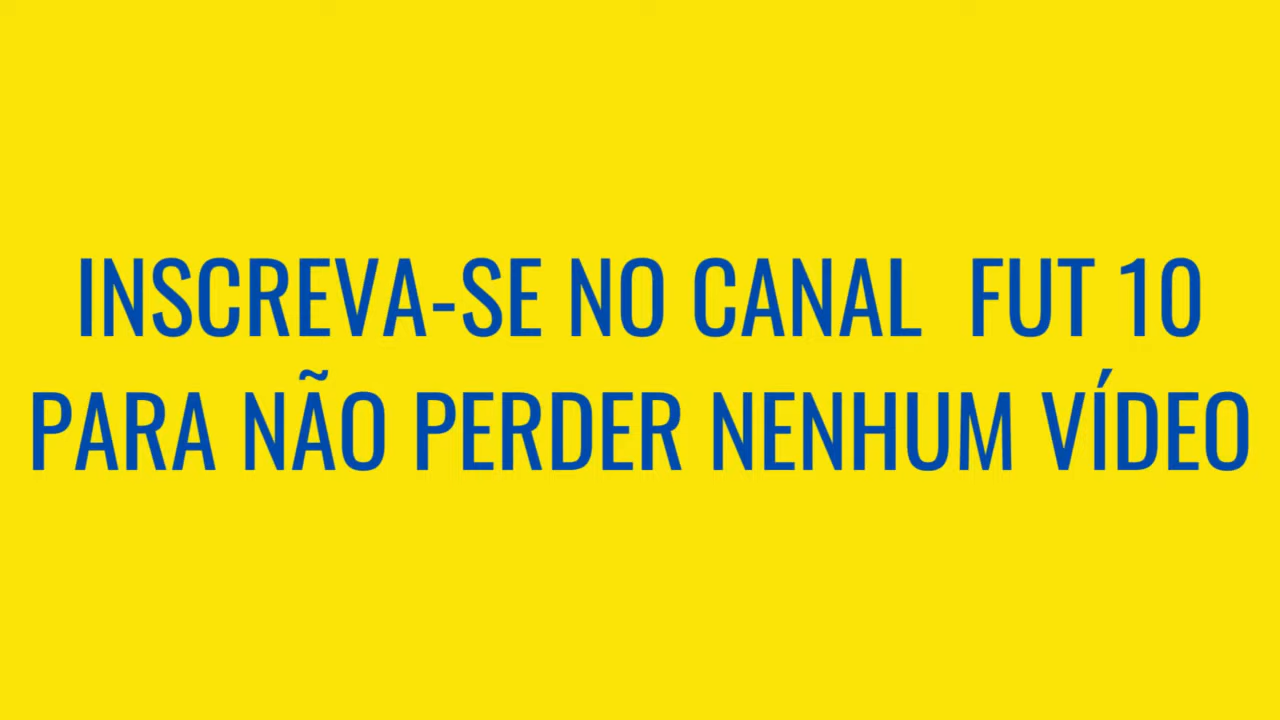 INSCREVA-SE NO CANAL  FUT 10
PARA NÃO PERDER NENHUM VÍDEO